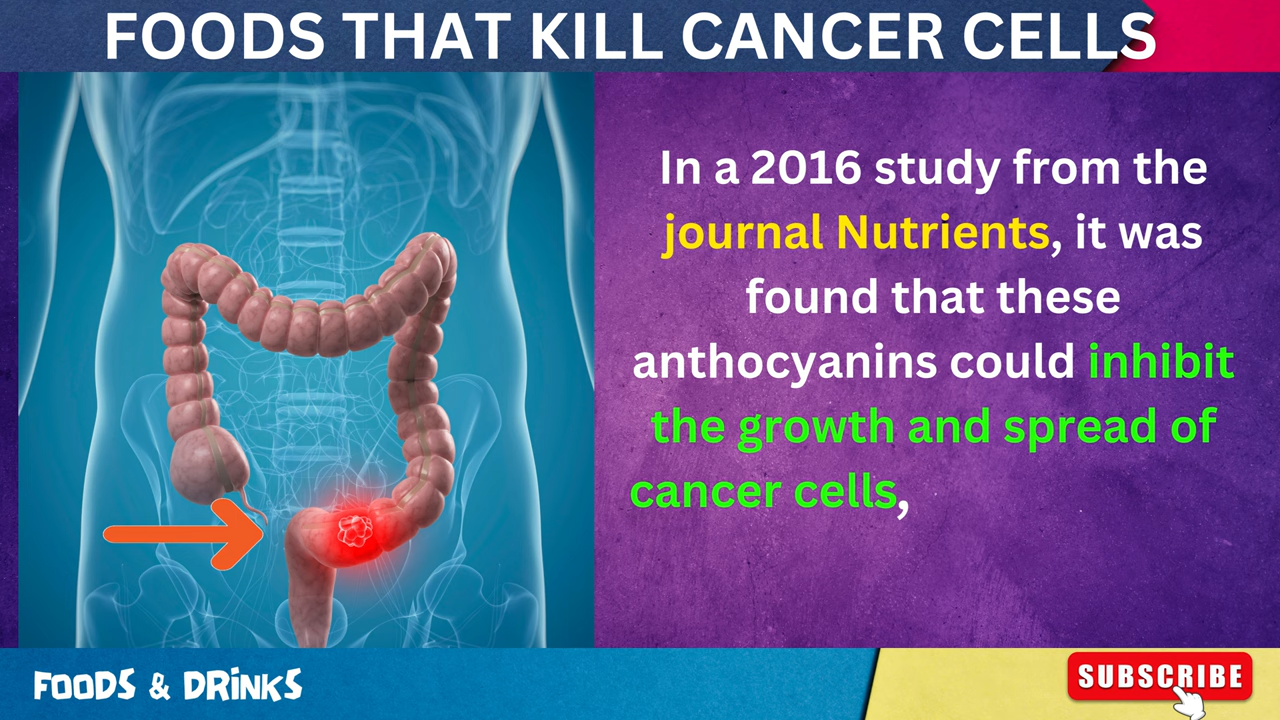 FOODS THAT KILL CANCER CELLS
In a 2016 study from the
journal Nutrients, it was
found that these
anthocyanins could inhibit
the growth and spread of
cancer cells,
FOODS & DRiNKS
SUBSCRIBE